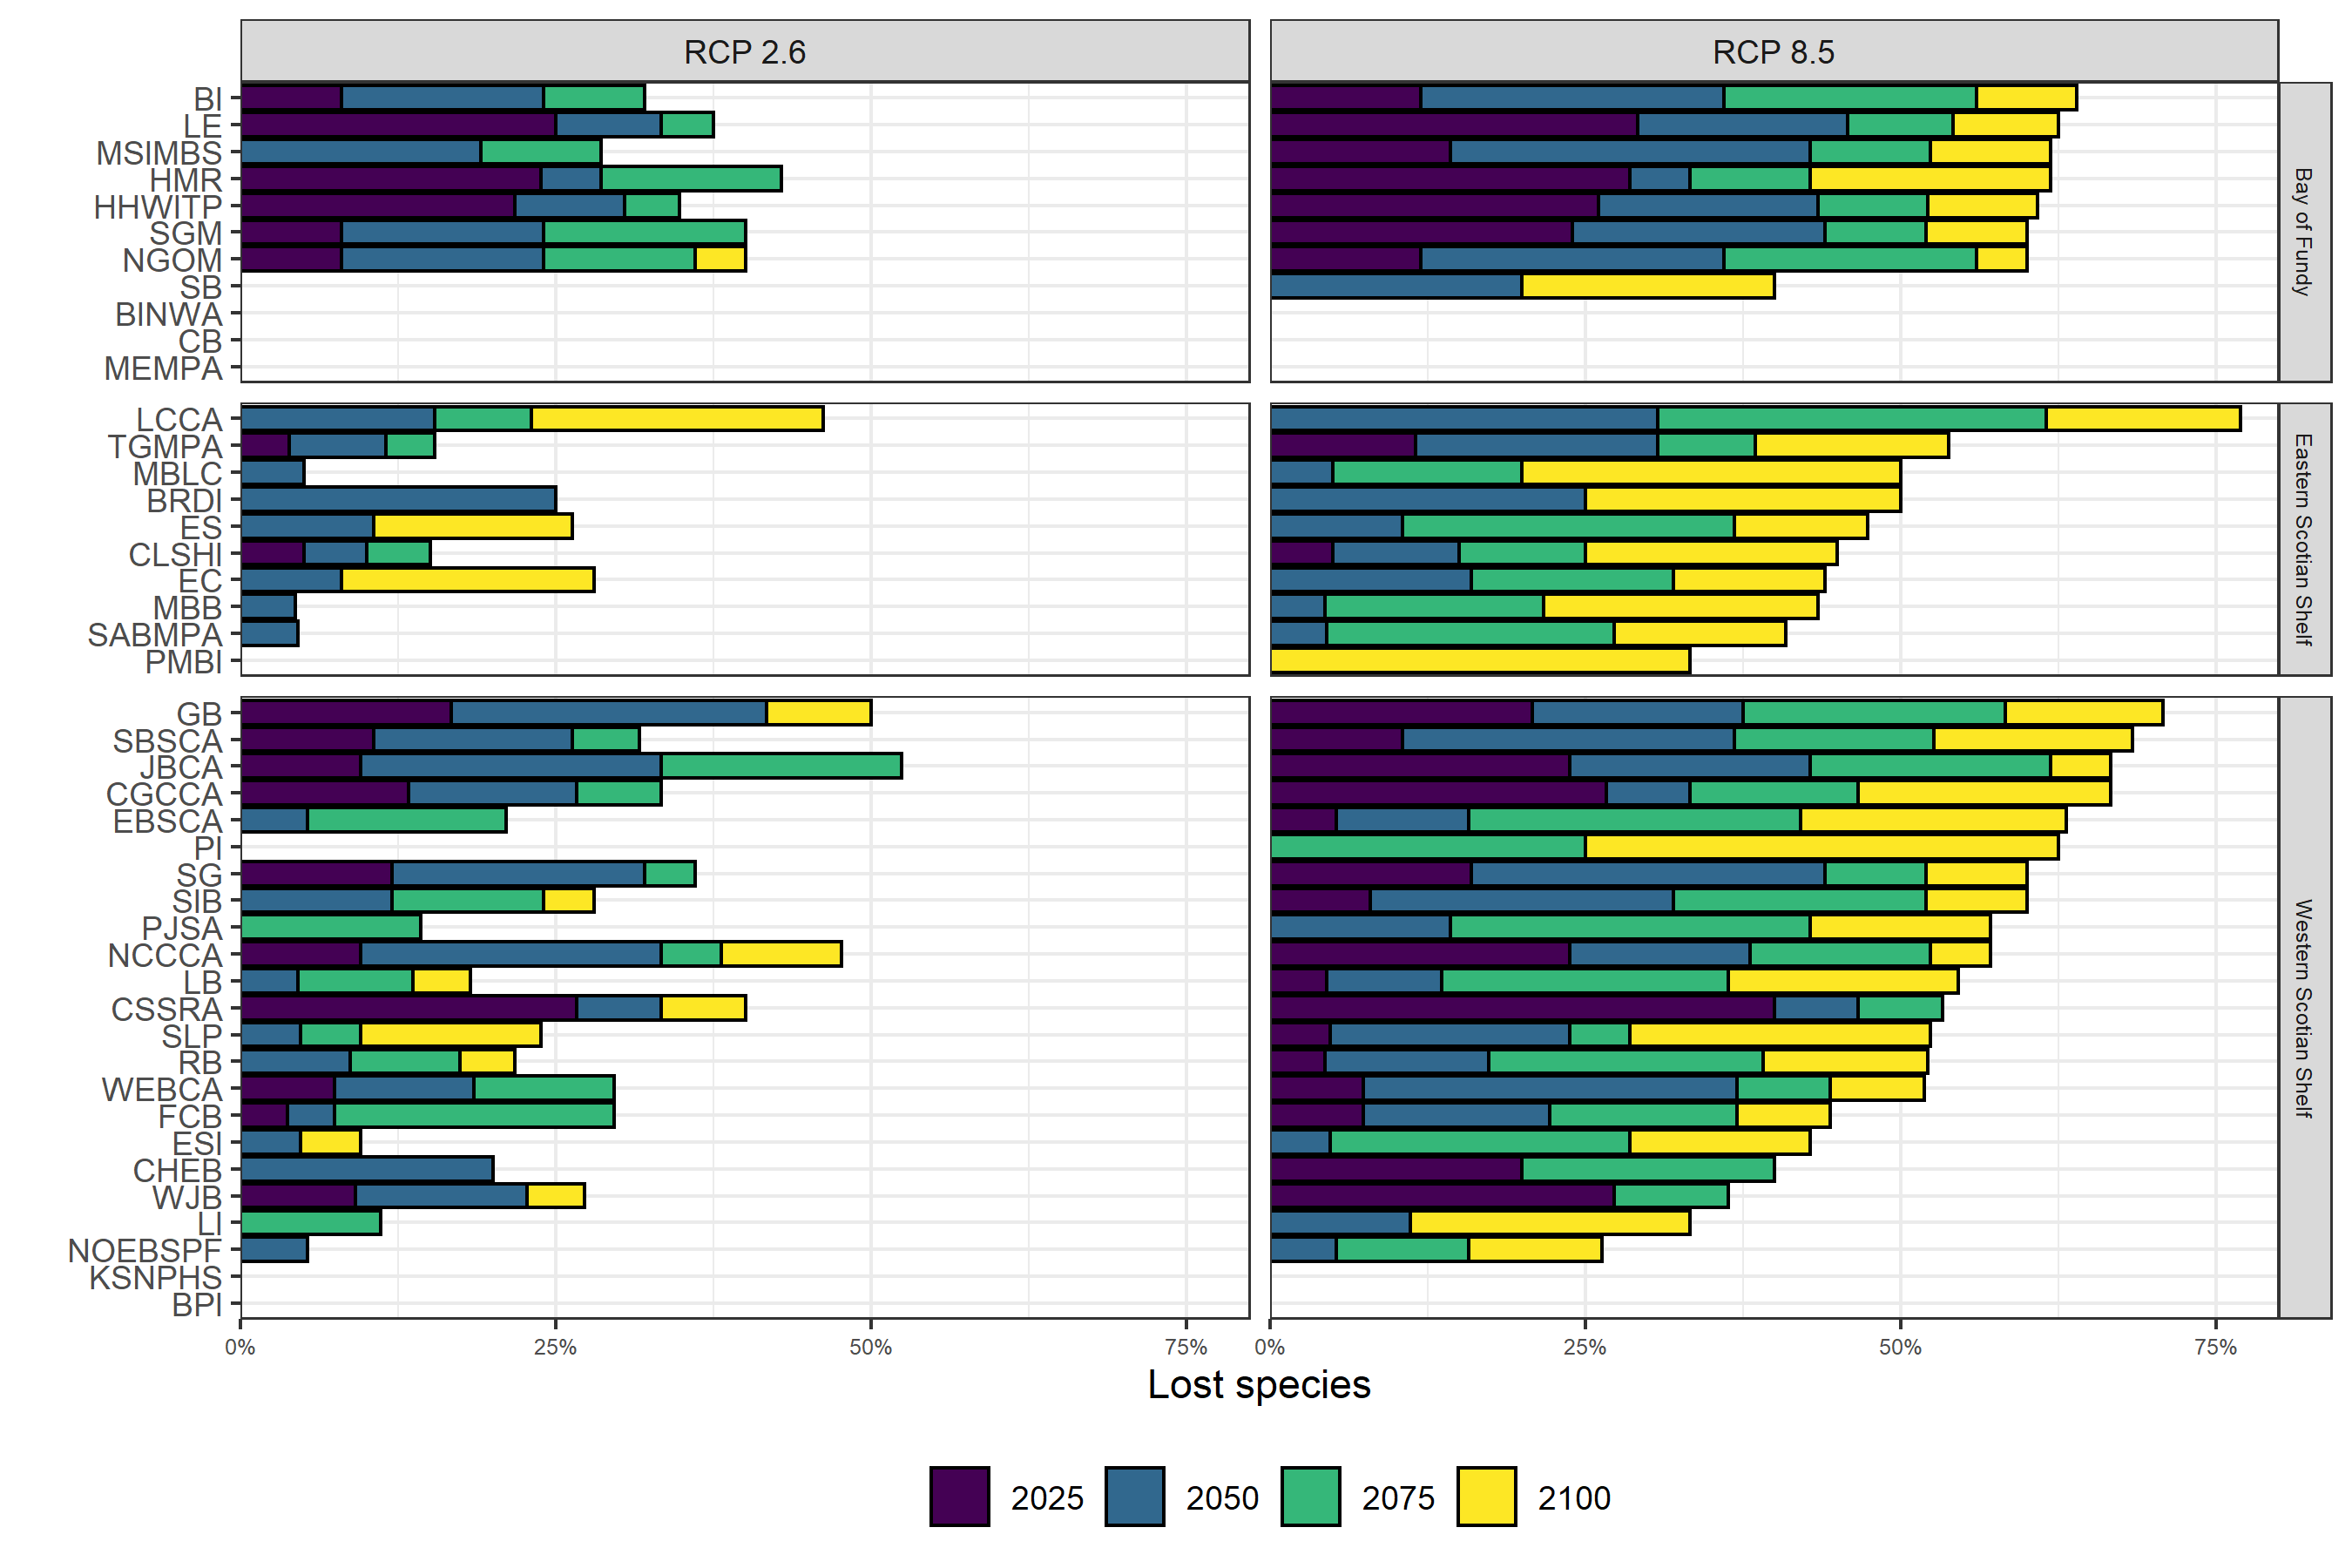 RCP 2.6
RCP 8.5
BI
LE
MSIMBS
HMR
HHWITP
SGM
NGOM
SB
BINWA
CB
MEMPA
Bay of Fundy
LCCA
TGMPA
MBLC
BRDI
ES
CLSHI
EC
MBB
SABMPA
PMBI
Eastern Scotian Shelf
GB
SBSCA
JBCA
CGCCA
EBSCA
PI
SG
SIB
PJSA
NCCCA
LB
CSSRA
SLP
RB
WEBCA
FCB
ESI
CHEB
WJB
LI
NOEBSPF
KSNPHS
BPI
Western Scotian Shelf
0% 25% 50% 75% 0% 25% 50% 75%
Lost species
2025 2050 2075 2100